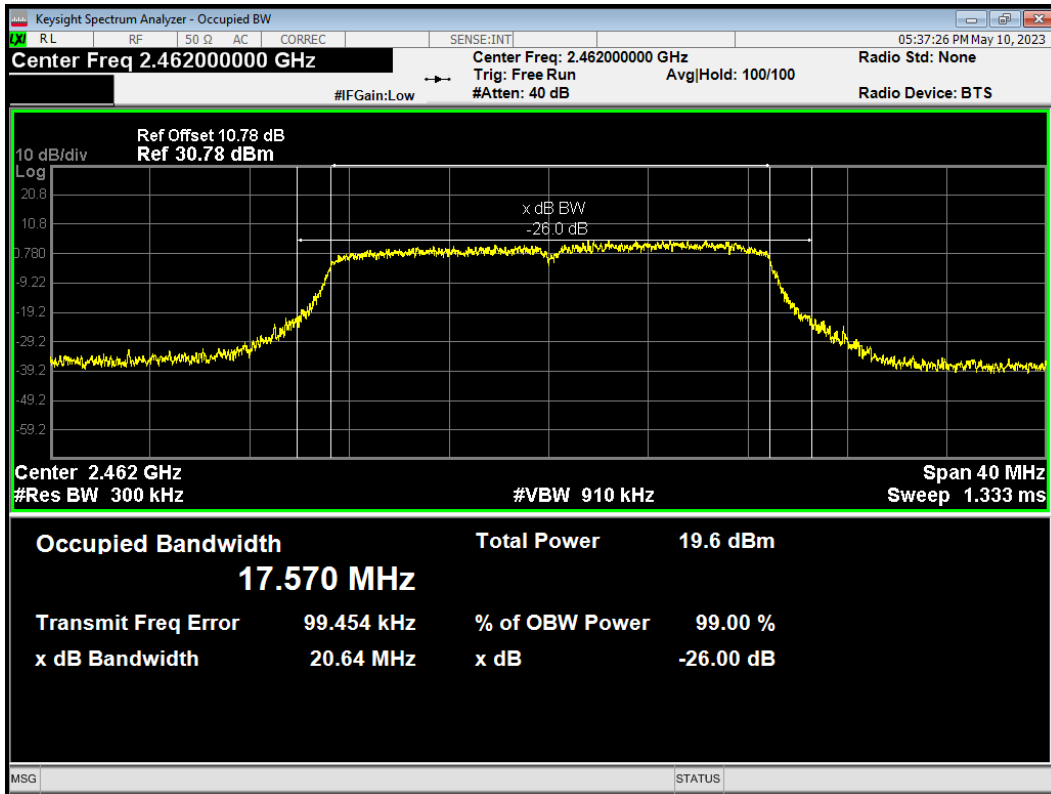 Keysight Spectrum Analyzer - Occupied BW
LXI RL RF 50 Ω AC CORREC SENSE:INT 05:37:26 PM May 10, 2023
Center Freq 2.462000000 GHz Center Freq: 2.462000000 GHz Radio Std: None
Trig: Free Run Avg|Hold: 100/100
#IFGain:Low #Atten: 40 dB Radio Device: BTS
Ref Offset 10.78 dB
10 dB/div Ref 30.78 dBm
Log
20.8
10.8
0.780
-9.22
-19.2
-29.2
-39.2
-49.2
-59.2
x dB BW
-26.0 dB
Center 2.462 GHz Span 40 MHz
#Res BW 300 kHz #VBW 910 kHz Sweep 1.333 ms
Occupied Bandwidth Total Power 19.6 dBm
17.570 MHz
Transmit Freq Error 99.454 kHz % of OBW Power 99.00 %
x dB Bandwidth 20.64 MHz x dB -26.00 dB
MSG STATUS